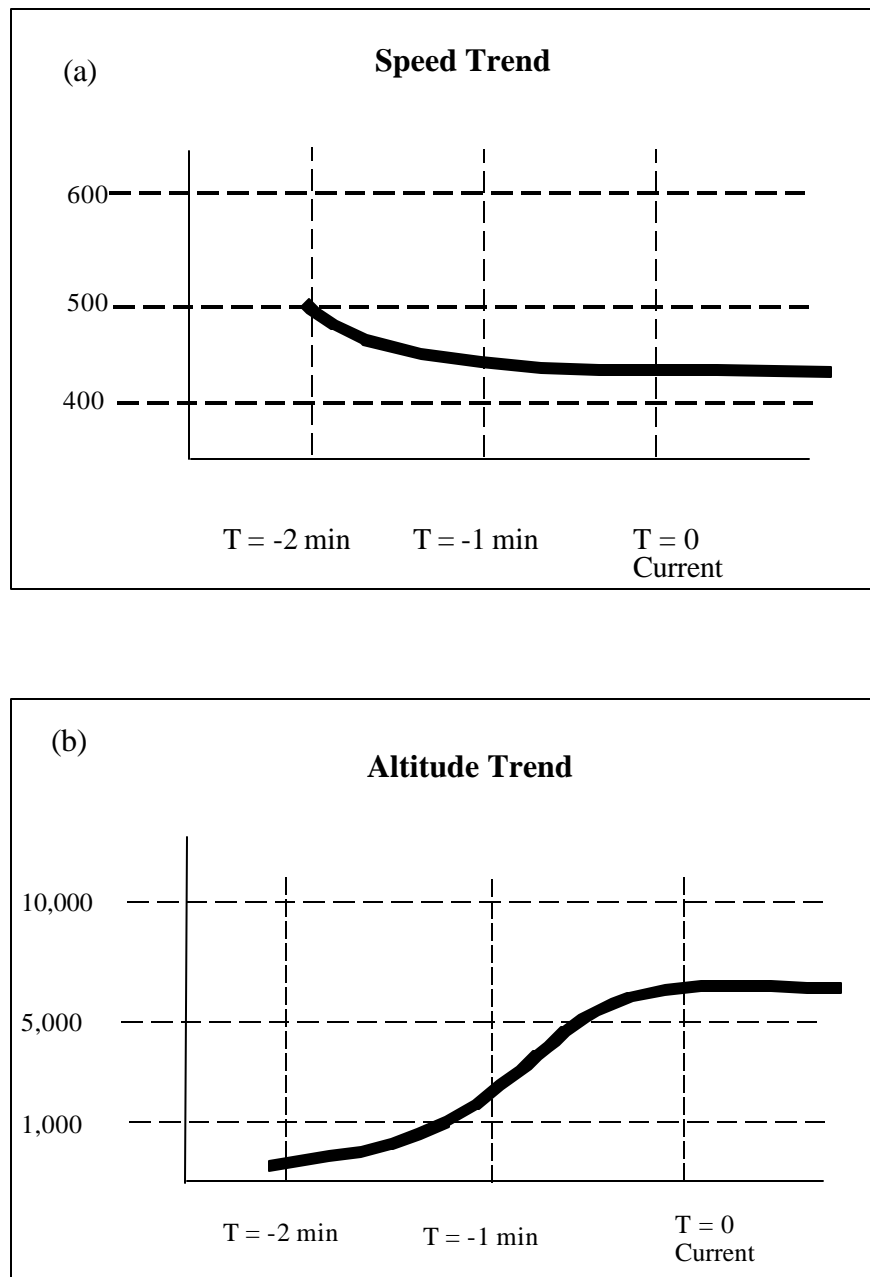 (a)
Speed Trend
600
500
400
T = -2 min
T = -1 min
T = 0
Current
(b)
Altitude Trend
10,000
5,000
1,000
T = -2 min
T = -1 min
T = 0
Current